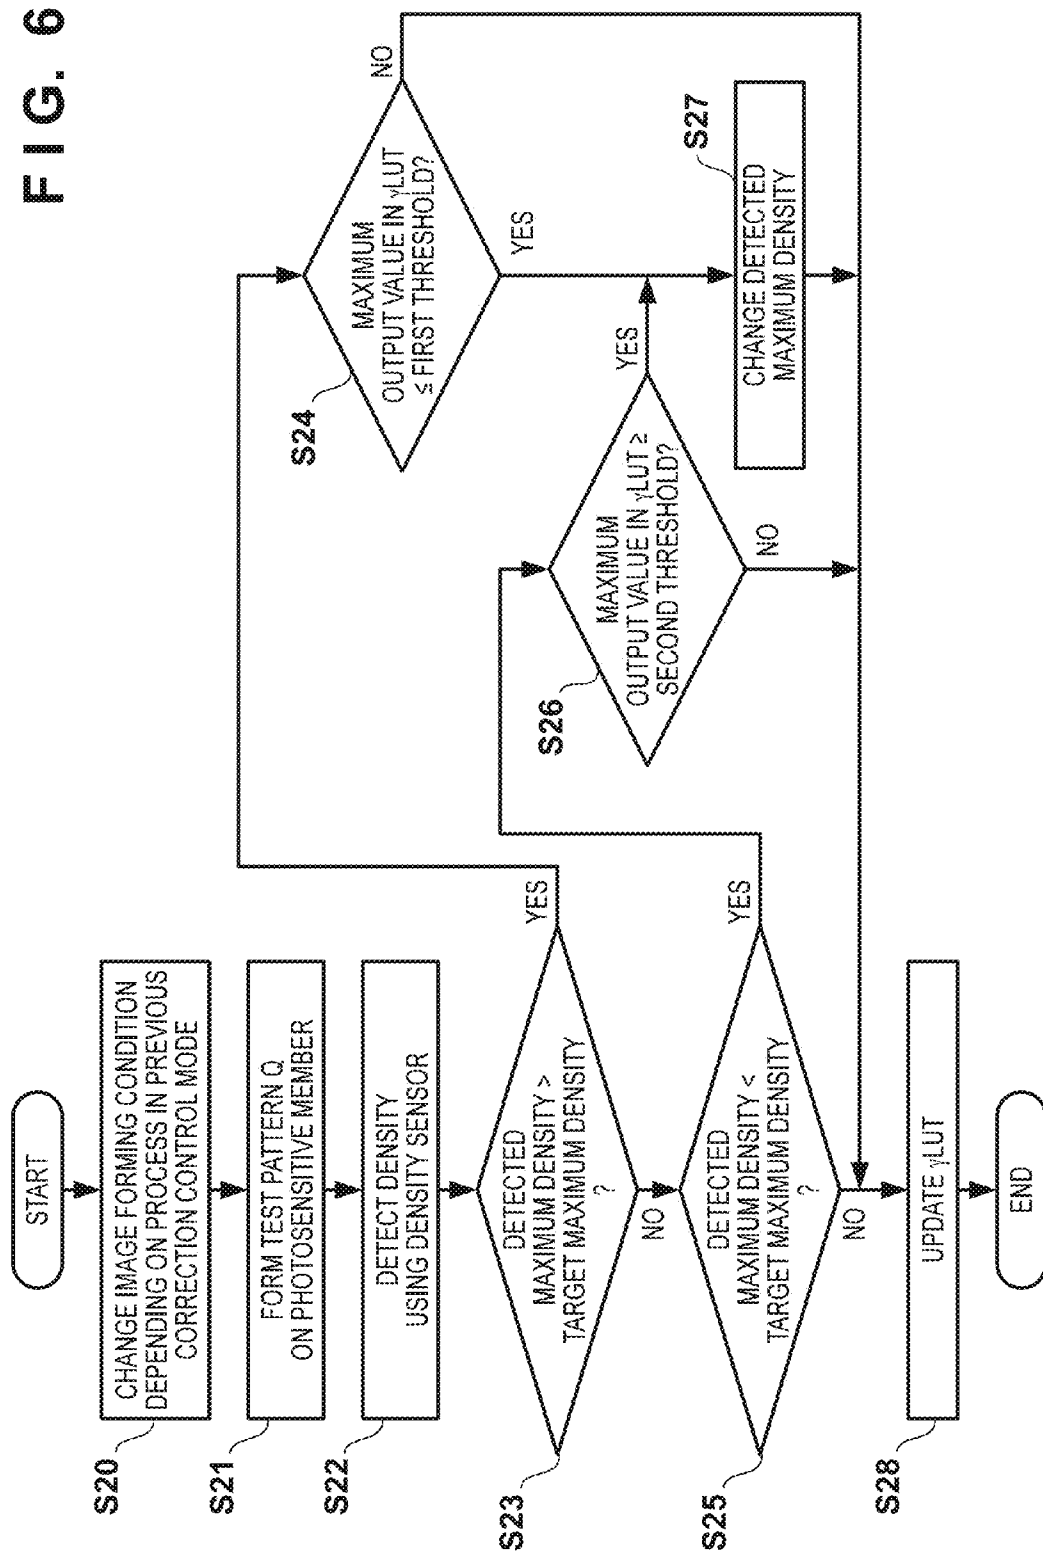 FIG. 6
START
S20
CHANGE IMAGE FORMING CONDITION
DEPENDING ON PROCESS IN PREVIOUS
CORRECTION CONTROL MODE
S21
FORM TEST PATTERN Q
ON PHOTOSENSITIVE MEMBER
S22
DETECT DENSITY
USING DENSITY SENSOR
S23
DETECTED
MAXIMUM DENSITY >
TARGET MAXIMUM DENSITY
?
YES
NO
S24
MAXIMUM
OUTPUT VALUE IN γLUT
≤ FIRST THRESHOLD?
NO
YES
S25
DETECTED
MAXIMUM DENSITY <
TARGET MAXIMUM DENSITY
?
YES
NO
S26
MAXIMUM
OUTPUT VALUE IN γLUT ≥
SECOND THRESHOLD?
YES
NO
S27
CHANGE DETECTED
MAXIMUM DENSITY
S28
UPDATE γLUT
END